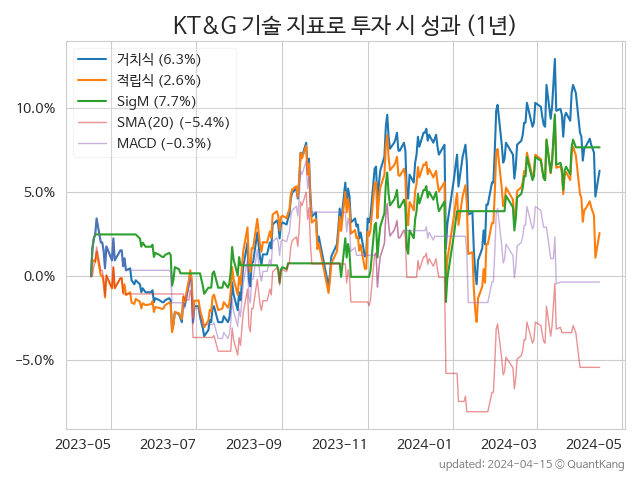 KT&G 기술 지표로 투자 시 성과 (1년)
거치식 (6.3%)
적립식 (2.6%)
SigM (7.7%)
SMA(20) (−5.4%)
MACD (−0.3%)
10.0%
5.0%
0.0%
−5.0%
2023−05 2023−07 2023−09 2023−11 2024−01 2024−03 2024−05
updated: 2024−04−15 © QuantKang